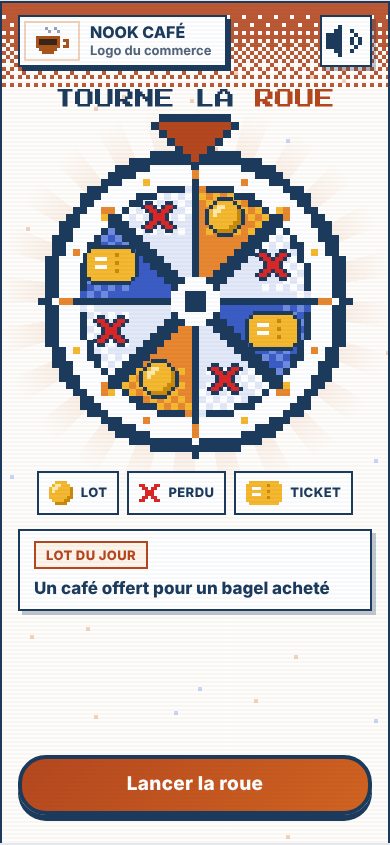 NOOK CAFÉ
Logo du commerce
TOURNE LA ROUE
LOT
PERDU
TICKET
LOT DU JOUR
Un café offert pour un bagel acheté
Lancer la roue